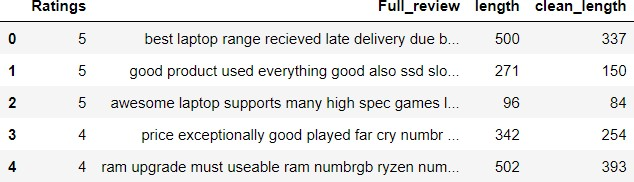 Ratings Full_review length clean_length
0 5 best laptop range recieved late delivery due b... 500 337
1 5 good product used everything good also ssd slo... 271 150
2 5 awesome laptop supports many high spec games l... 96 84
3 4 price exceptionally good played far cry numbr ... 342 254
4 4 ram upgrade must useable ram numbrgb ryzen num... 502 393